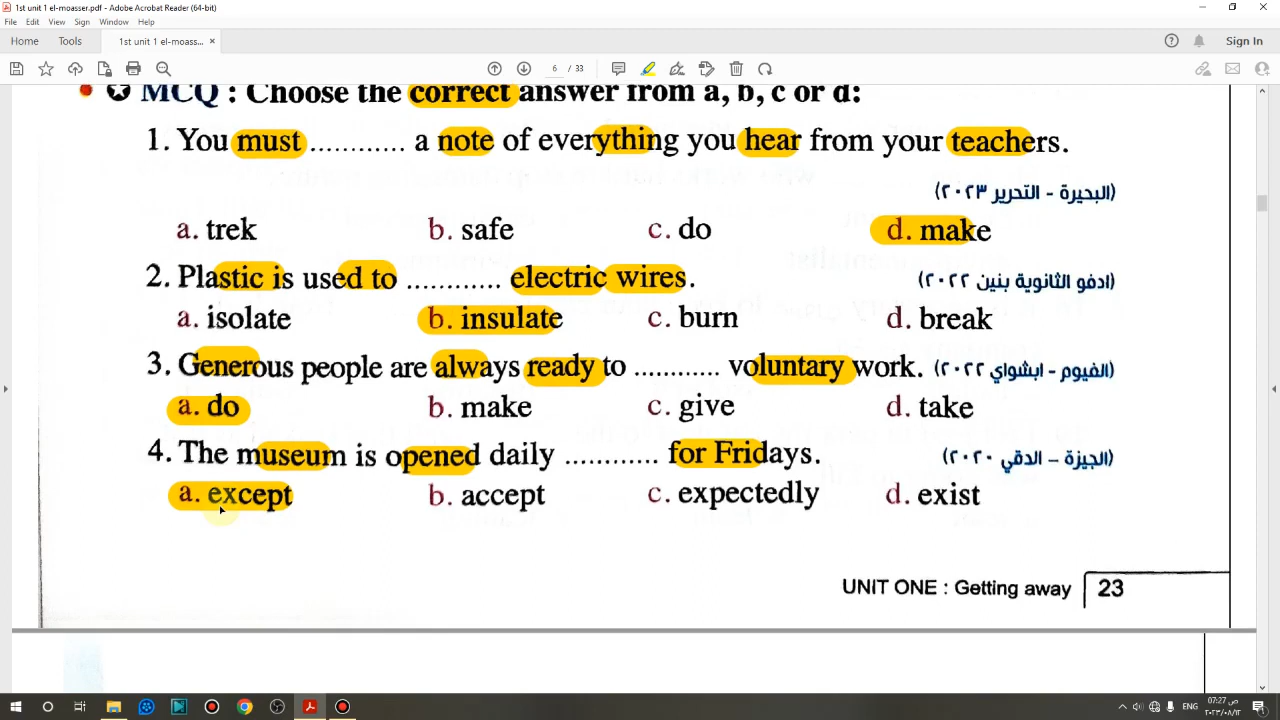 1st unit 1 el-moasser.pdf - Adobe Acrobat Reader (64-bit)
File Edit View Sign Window Help
Home Tools 1st unit 1 el-moass... × Sign In
6 / 33
MCQ : Choose the correct answer from a, b, c or d:
1. You must ............ a note of everything you hear from your teachers.
(البحيرة - التحرير ٢٠٢٣)
a. trek b. safe c. do d. make
2. Plastic is used to ............ electric wires. (ادفو الثانوية بنين ٢٠٢٢)
a. isolate b. insulate c. burn d. break
3. Generous people are always ready to ........... voluntary work. (الفيوم - ابشواي ٢٠٢٢)
a. do b. make c. give d. take
4. The museum is opened daily ............ for Fridays. (الجيزة - الدقي ٢٠٢٠)
a. except b. accept c. expectedly d. exist
UNIT ONE : Getting away 23
ENG 07:27 ص
٢٠٢٣/٠٨/١٢